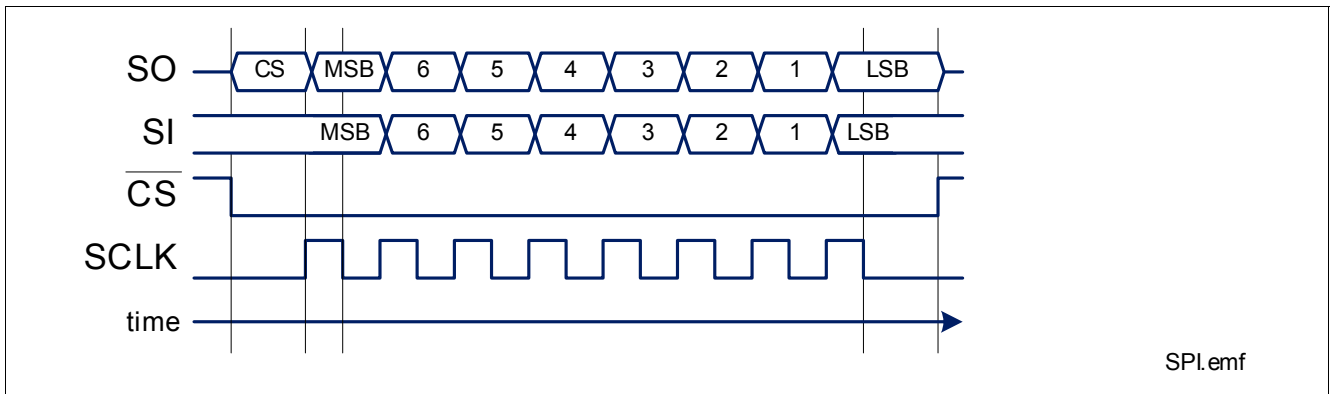 SO CS MSB 6 5 4 3 2 1 LSB
SI MSB 6 5 4 3 2 1 LSB
CS
SCLK
time
SPI.emf